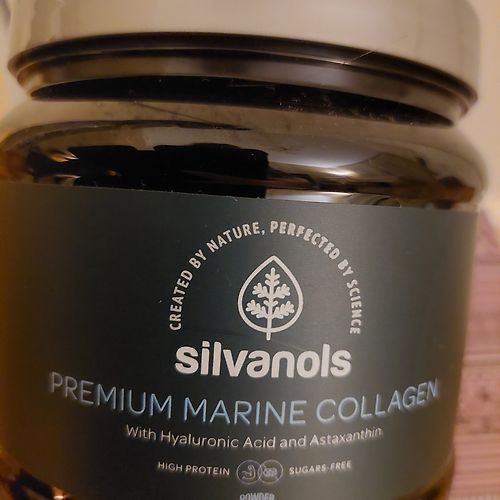 CREATED BY NATURE, PERFECTED BY SCIENCE
silvanols
PREMIUM MARINE COLLAGEN
With Hyaluronic Acid and Astaxanthin
HIGH PROTEIN SUGARS-FREE
POWDER